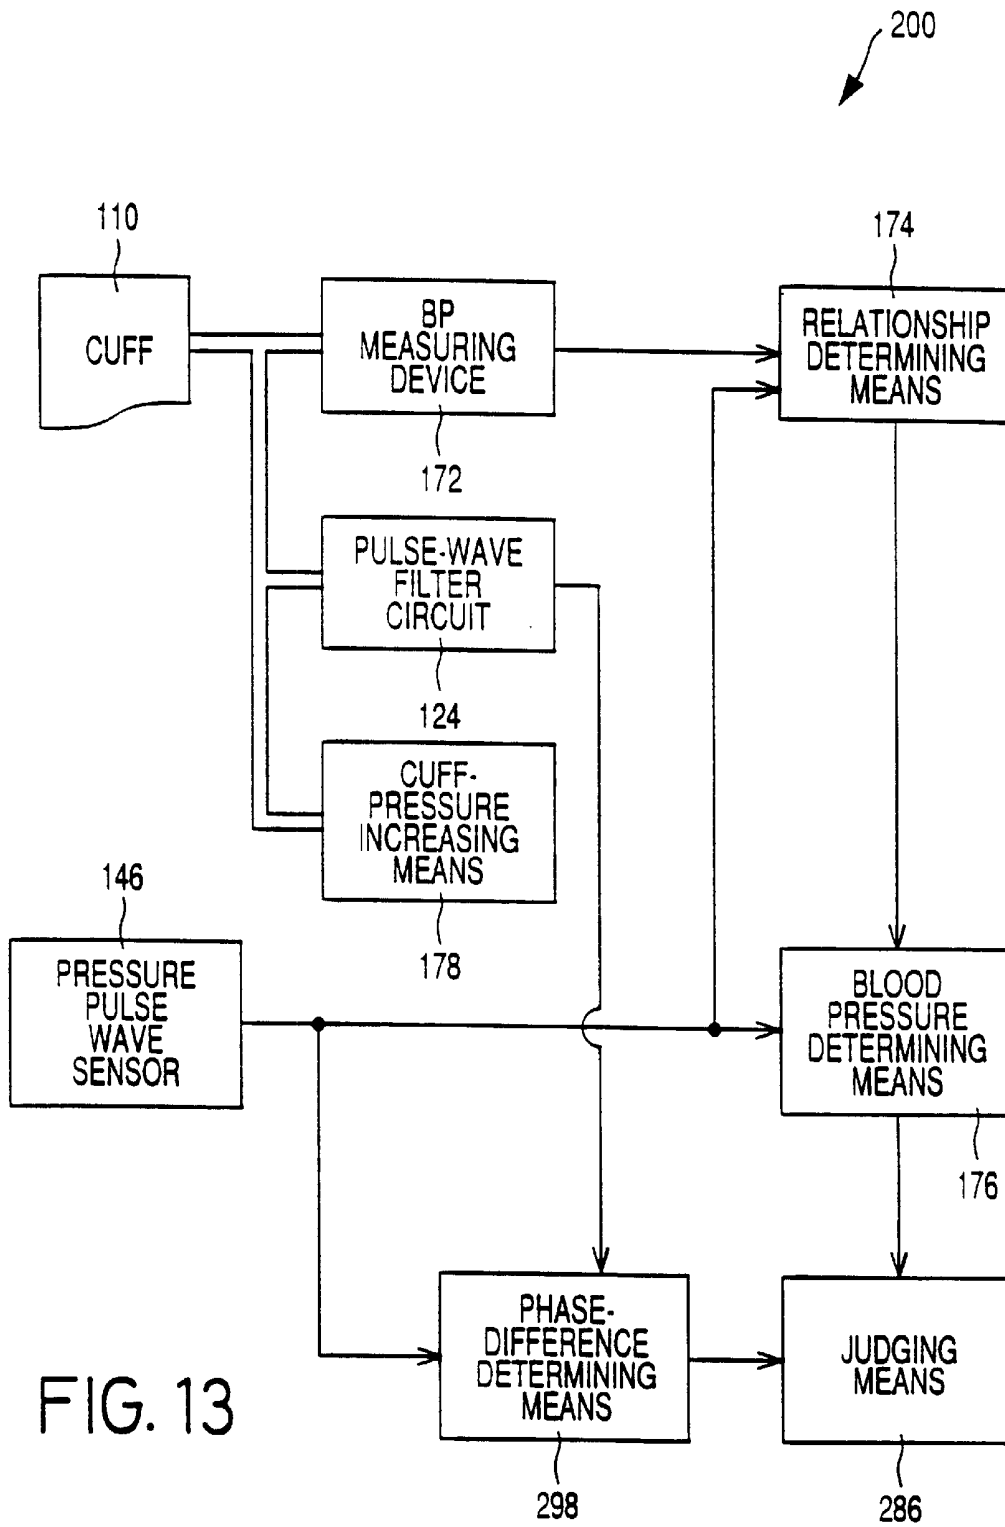 200
110
CUFF
BP
MEASURING
DEVICE
172
174
RELATIONSHIP
DETERMINING
MEANS
PULSE-WAVE
FILTER
CIRCUIT
124
CUFF-
PRESSURE
INCREASING
MEANS
178
146
PRESSURE
PULSE
WAVE
SENSOR
BLOOD
PRESSURE
DETERMINING
MEANS
176
PHASE-
DIFFERENCE
DETERMINING
MEANS
298
JUDGING
MEANS
286
FIG. 13